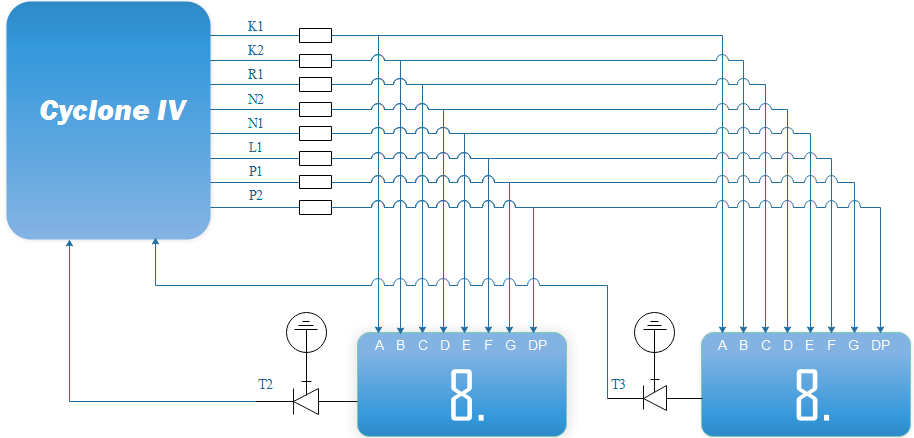 K1
K2
R1
Cyclone IV
N2
N1
L1
P1
P2
A B C D E F G DP
A B C D E F G DP
T2
T3
8.
8.